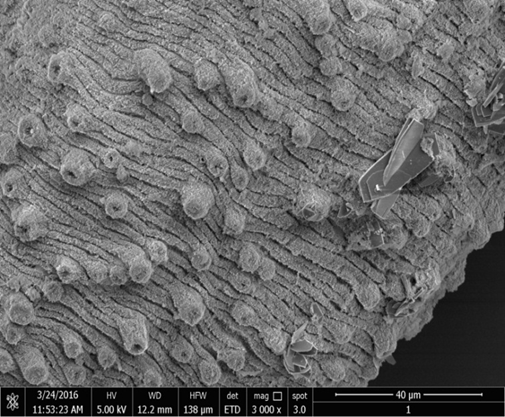 3/24/2016 HV WD HFW det mag □ spot 40 µm
11:53:23 AM 5.00 kV 12.2 mm 138 µm ETD 3 000 x 3.0 1